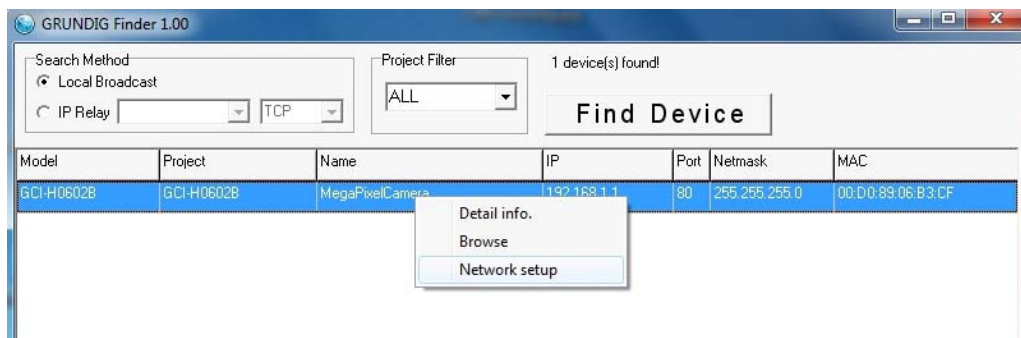 GRUNDIG Finder 1.00
Search Method
Local Broadcast
IP Relay
TCP
Project Filter
ALL
1 device(s) found!
Find Device
Model Project Name IP Port Netmask MAC
GCI-H0602B GCI-H0602B MegaPixelCamera 192.168.1.1 80 255.255.255.0 00:D0:89:06:B3:CF
Detail info.
Browse
Network setup